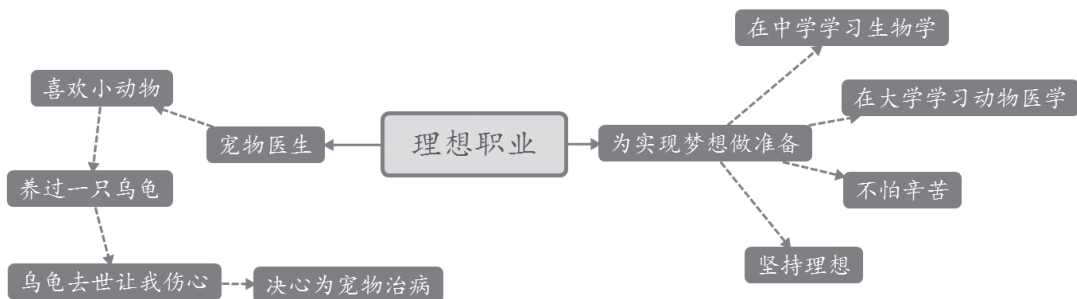 理想职业
宠物医生
喜欢小动物
养过一只乌龟
乌龟去世让我伤心
决心为宠物治病
为实现梦想做准备
在中学学习生物学
在大学学习动物医学
不怕辛苦
坚持理想